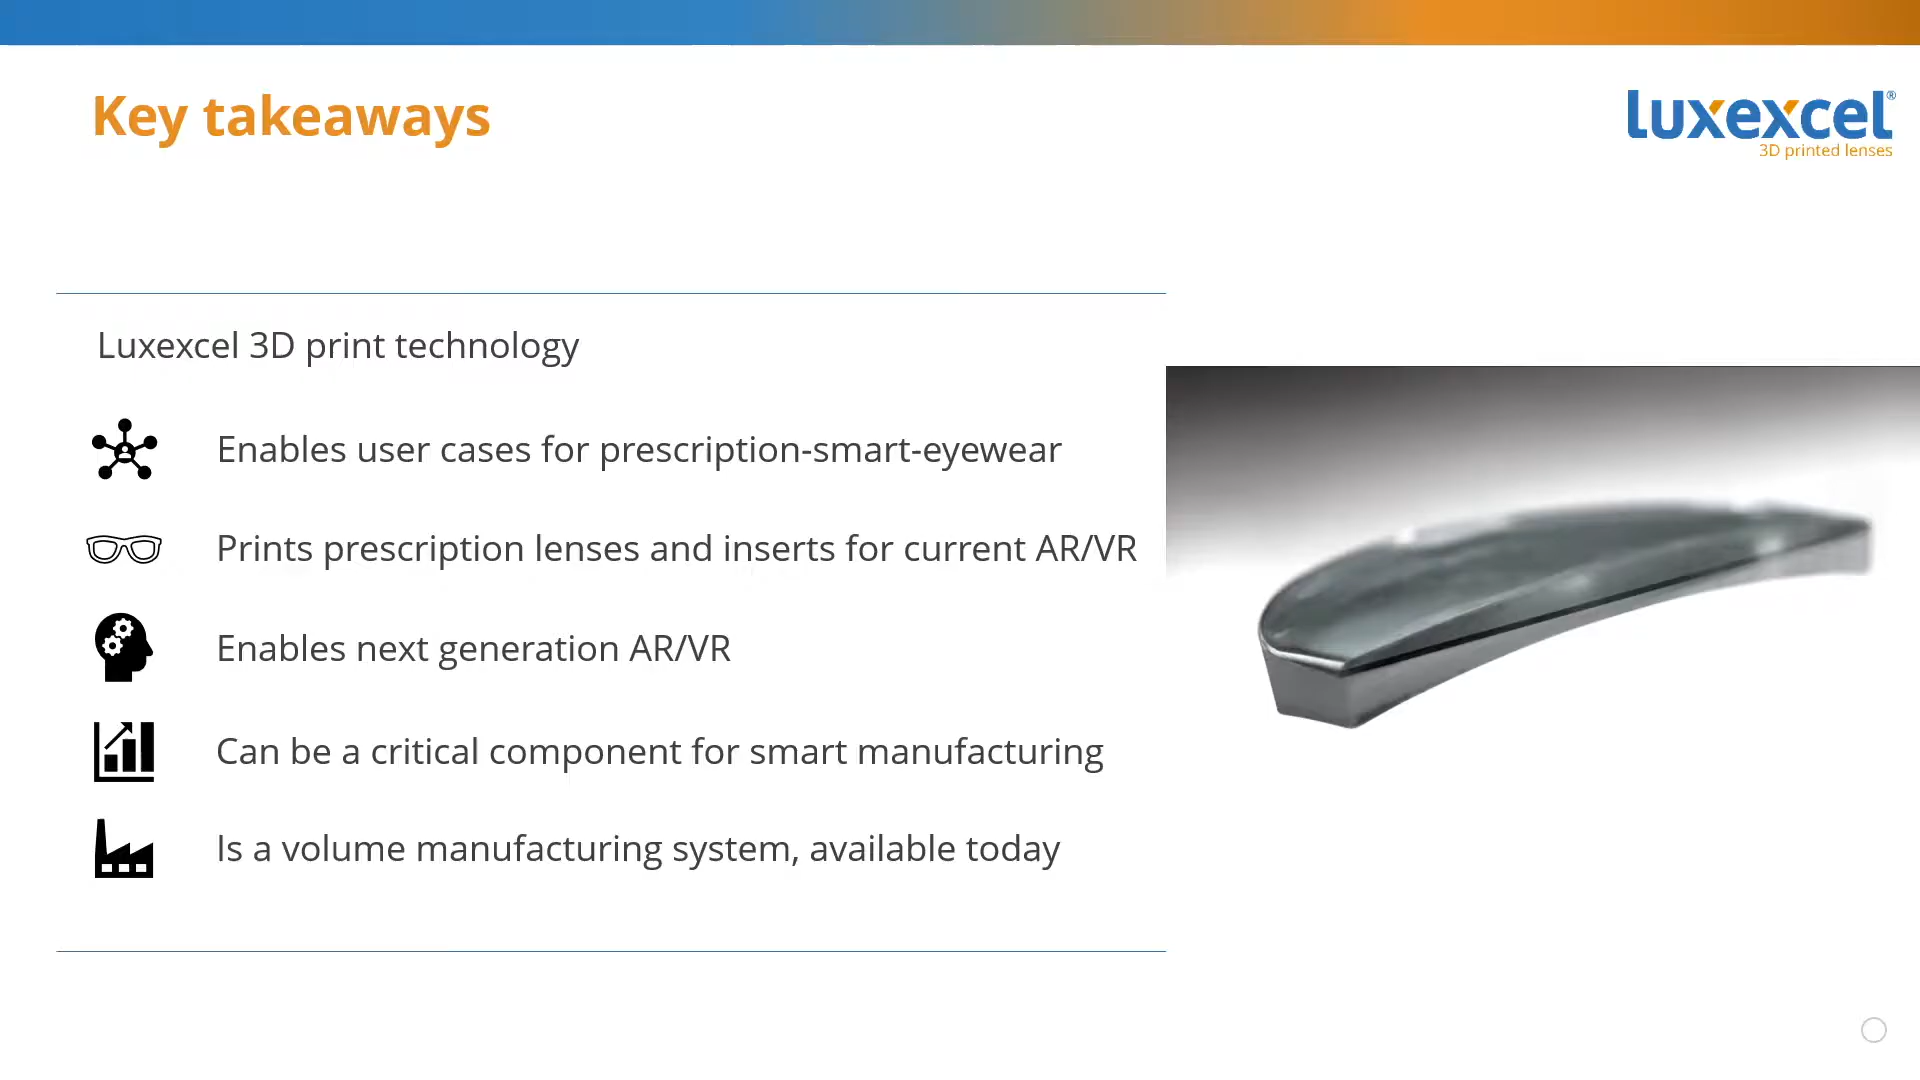 Key takeaways
luxexcel®
3D printed lenses
Luxexcel 3D print technology
Enables user cases for prescription-smart-eyewear
Prints prescription lenses and inserts for current AR/VR
Enables next generation AR/VR
Can be a critical component for smart manufacturing
Is a volume manufacturing system, available today